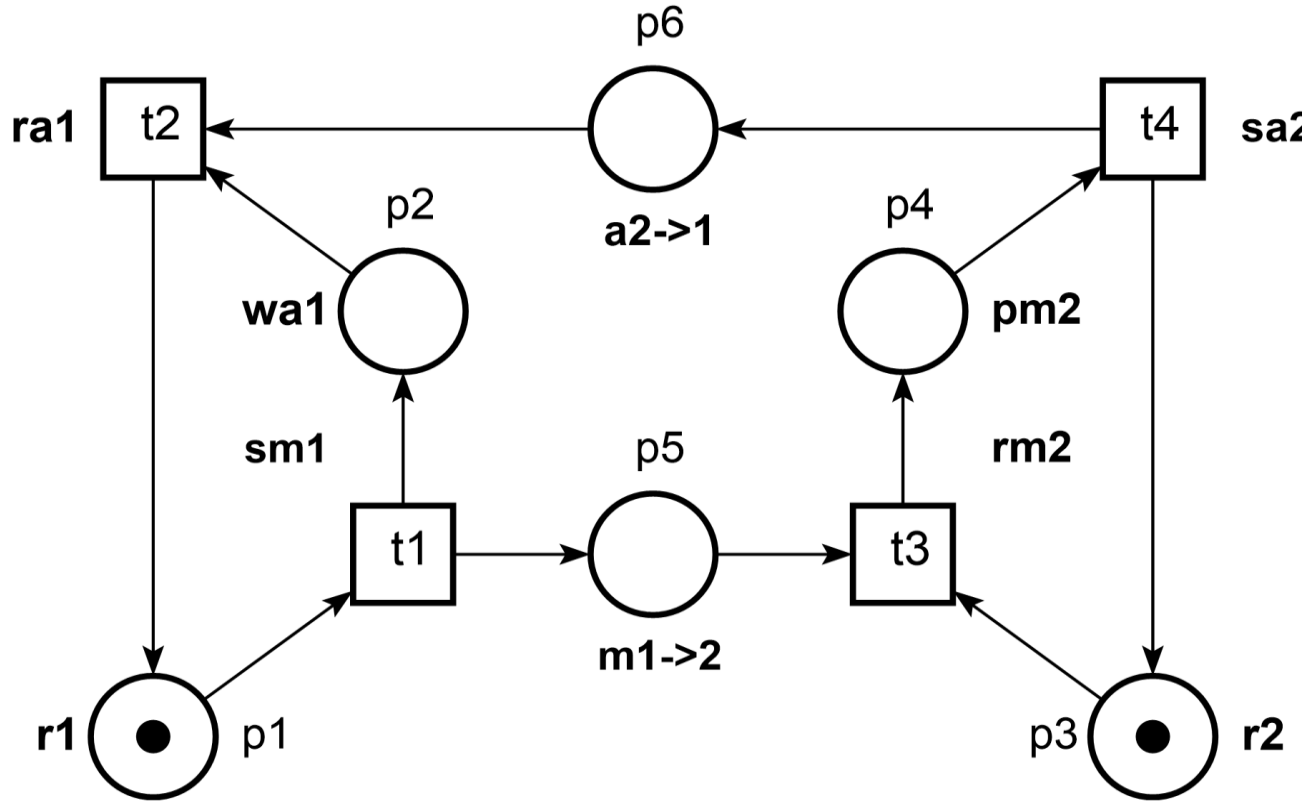 p6
ra1 t2 t4 sa2
p2 p4
a2->1
wa1 pm2
sm1 p5 rm2
t1 t3
m1->2
r1 p1 p3 r2